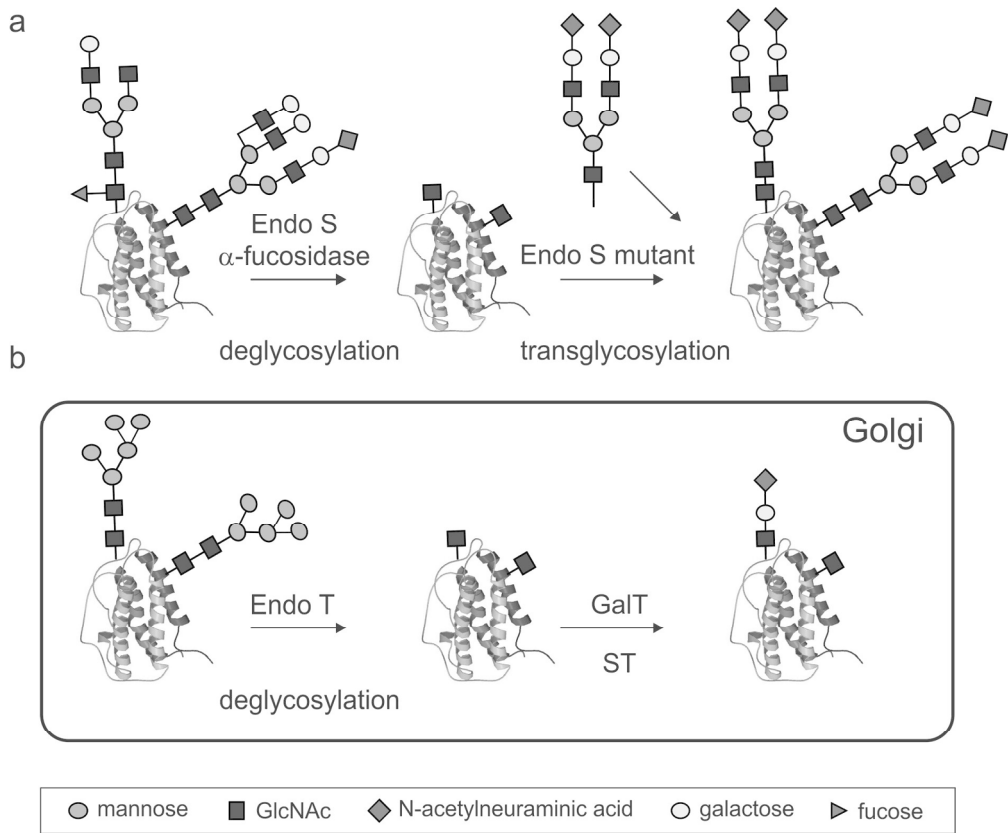 a
Endo S
α-fucosidase
deglycosylation
Endo S mutant
transglycosylation
b
Golgi
Endo T
deglycosylation
GalT
ST
mannose GlcNAc N-acetylneuraminic acid galactose fucose